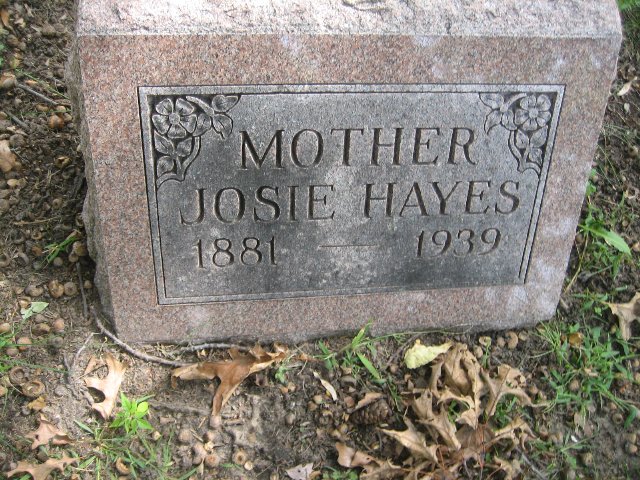 MOTHER
JOSIE HAYES
1881 — 1939